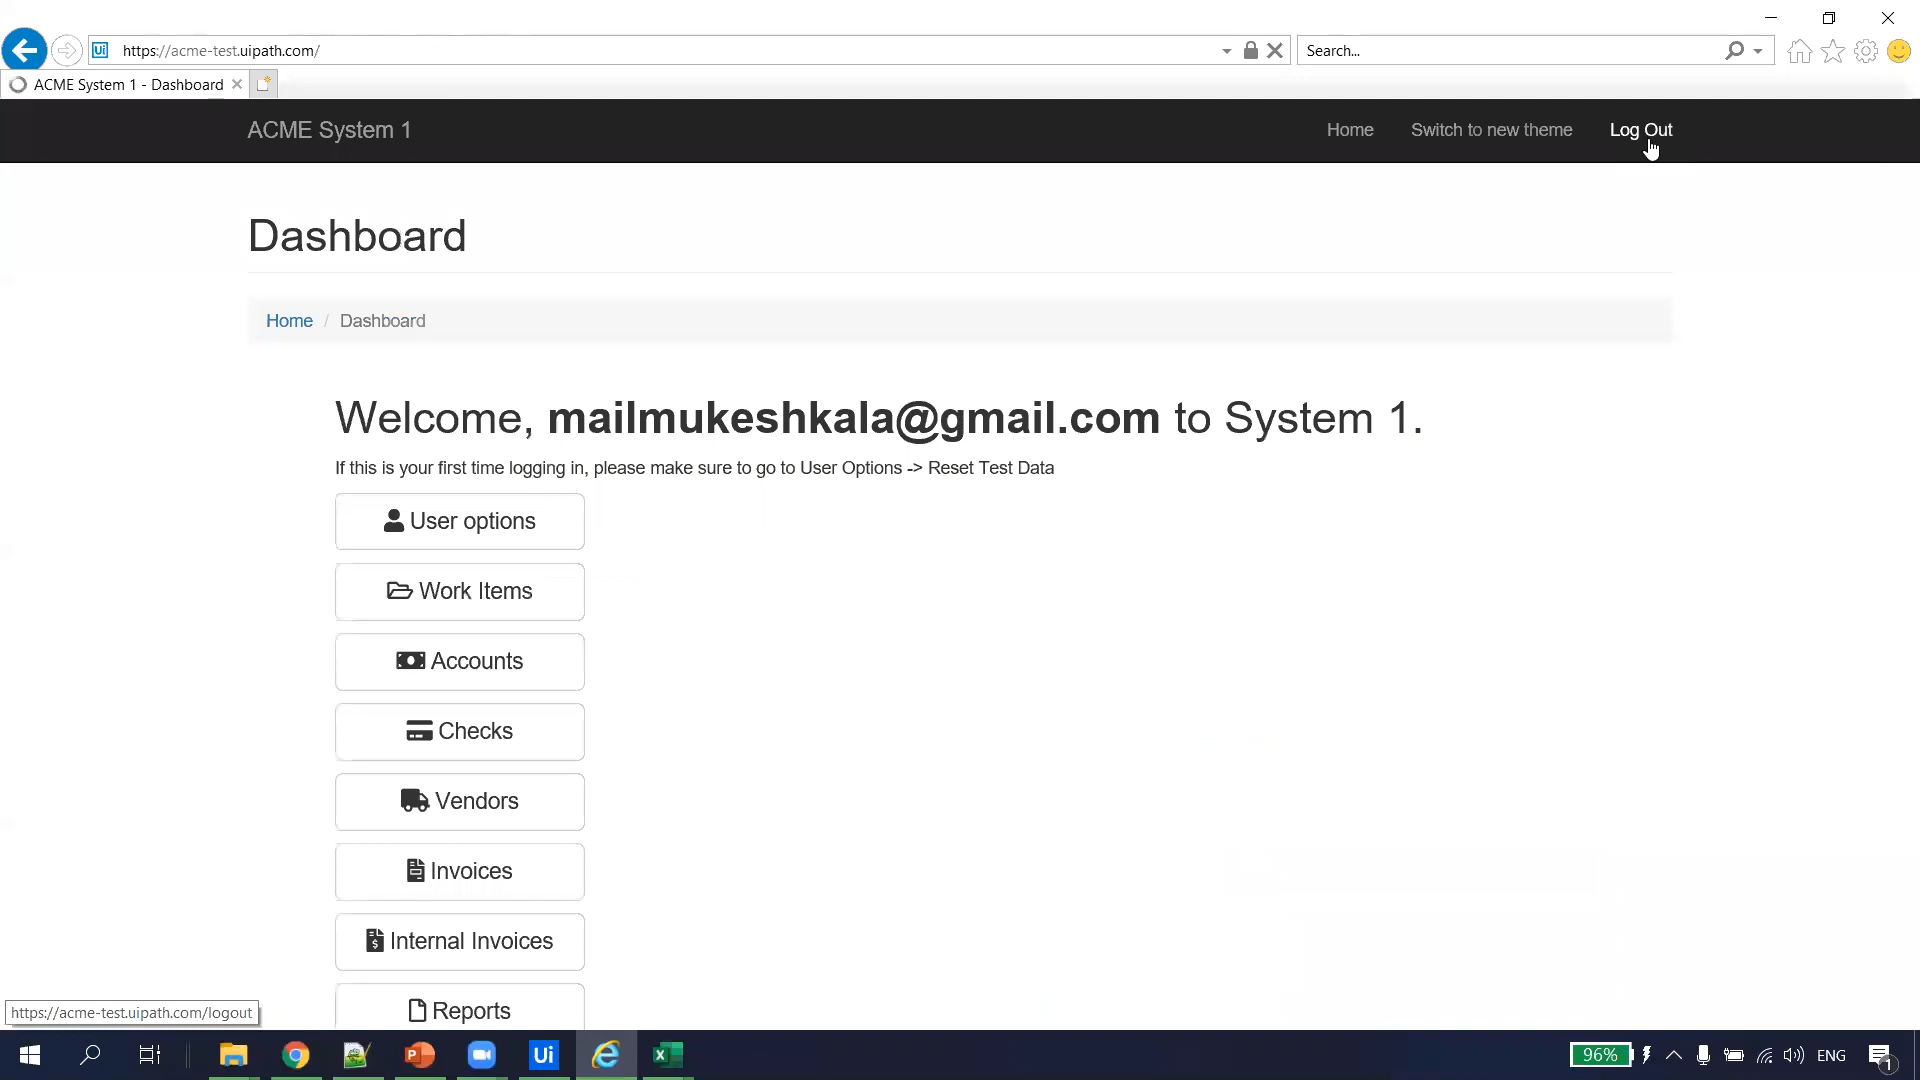 https://acme-test.uipath.com/
Search...
ACME System 1 - Dashboard
ACME System 1
Home
Switch to new theme
Log Out
Dashboard
Home / Dashboard
Welcome, mailmukeshkala@gmail.com to System 1.
If this is your first time logging in, please make sure to go to User Options -> Reset Test Data
User options
Work Items
Accounts
Checks
Vendors
Invoices
Internal Invoices
Reports
https://acme-test.uipath.com/logout
96%
ENG
1